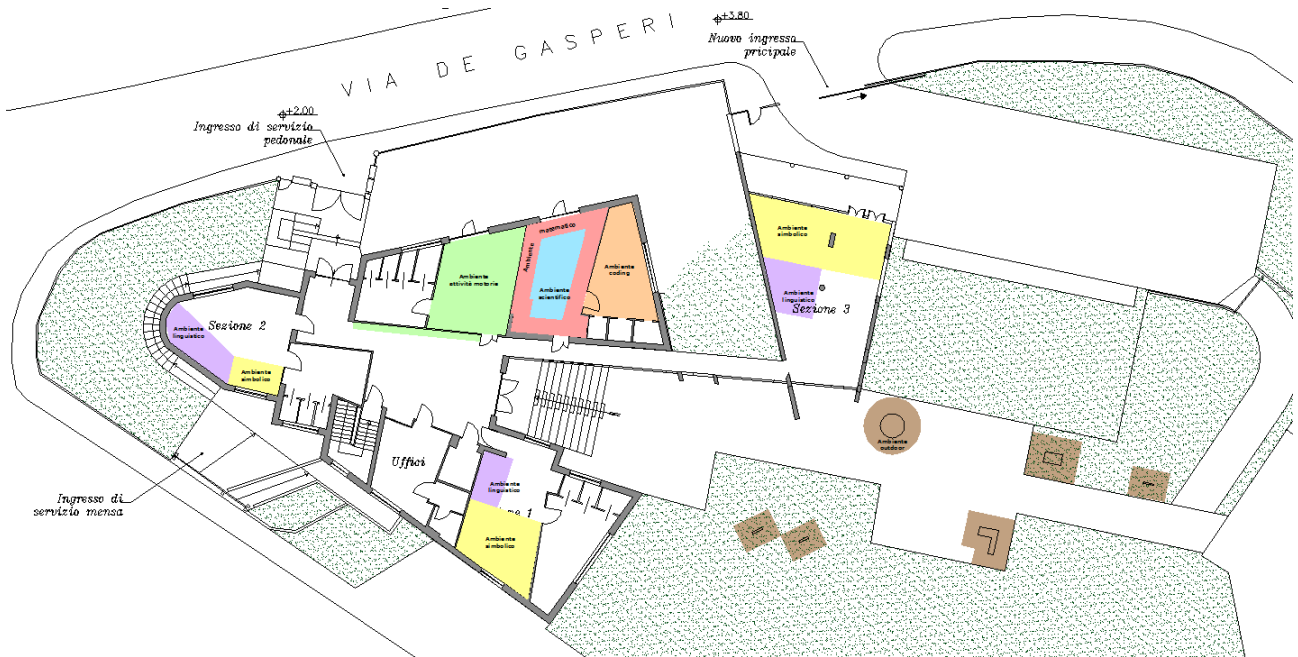 VIA DE GASPERI
+3.80
Nuovo ingresso
pricipale
+2.00
Ingresso di servizio
pedonale
Ambiente
simbolico
Ambiente
matematico
Ambiente
attività motorie
Ambiente
coding
Ambiente
scientifico
Ambiente
linguistico
Sezione 3
Sezione 2
Ambiente
linguistico
Ambiente
simbolico
Ambiente
outdoor
Uffici
Ambiente
linguistico
1
Ambiente
simbolico
Ingresso di
servizio mensa